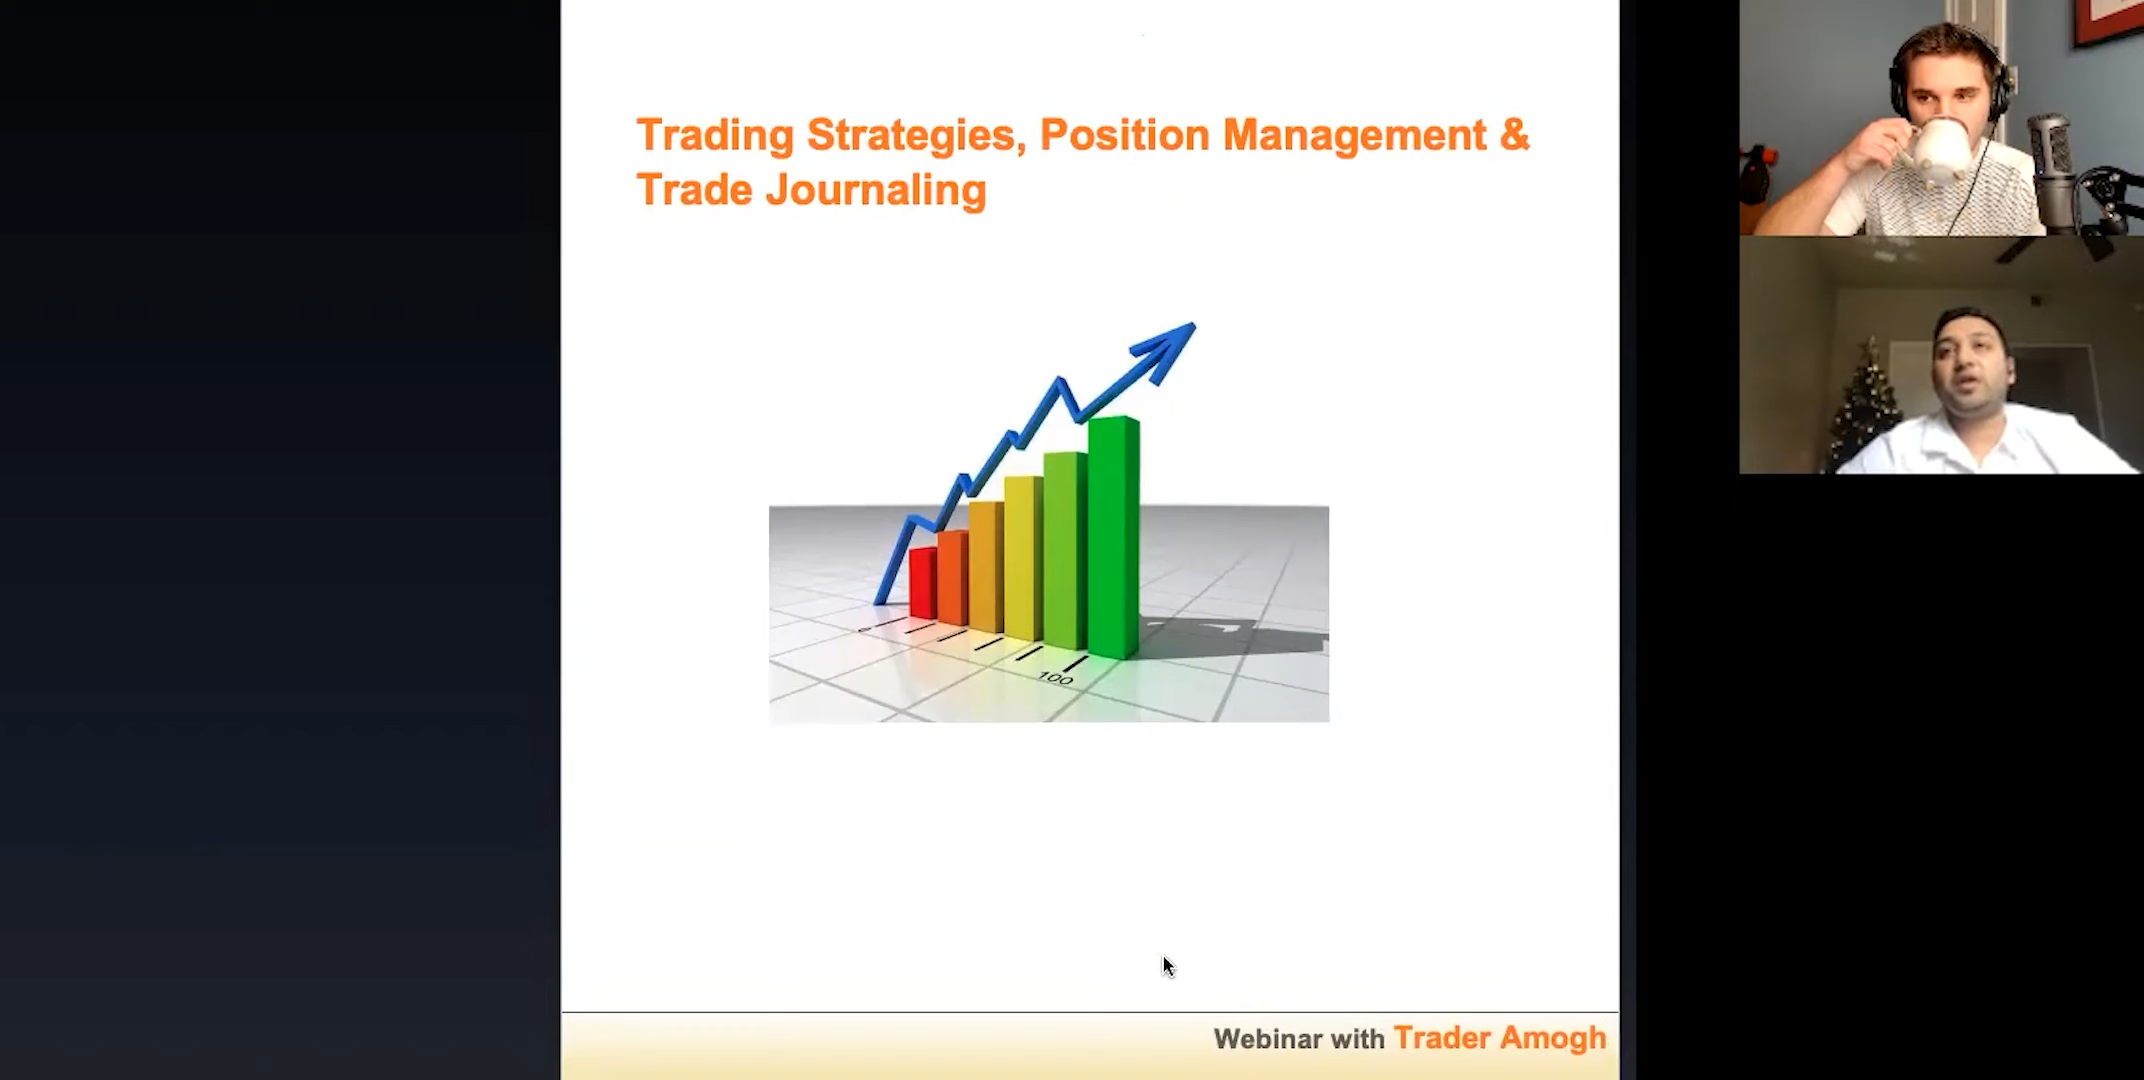 Trading Strategies, Position Management &
Trade Journaling
100
Webinar with Trader Amogh